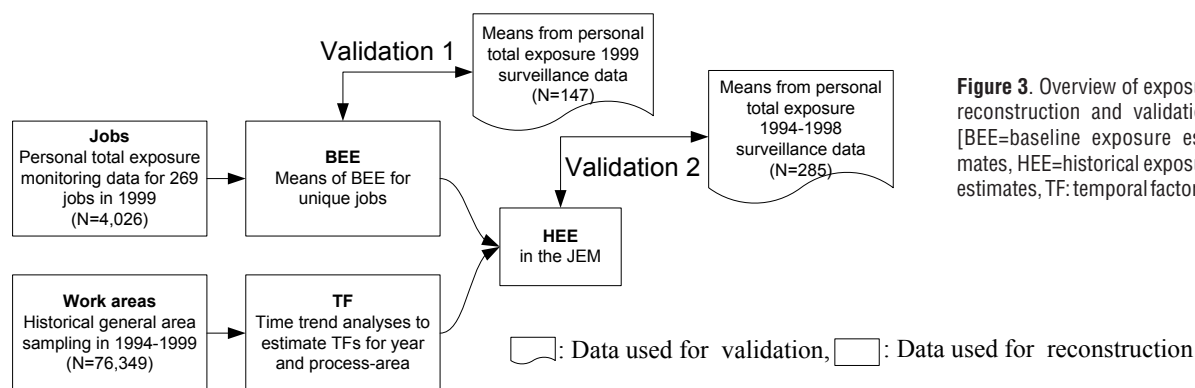 Validation 1
Means from personal
total exposure 1999
surveillance data
(N=147)
Means from personal
total exposure
1994-1998
surveillance data
(N=285)
Validation 2
Jobs
Personal total exposure
monitoring data for 269
jobs in 1999
(N=4,026)
BEE
Means of BEE for
unique jobs
HEE
in the JEM
Work areas
Historical general area
sampling in 1994-1999
(N=76,349)
TF
Time trend analyses to
estimate TFs for year
and process-area
: Data used for validation, : Data used for reconstruction
Figure 3. Overview of expos
reconstruction and validatio
[BEE=baseline exposure es
mates, HEE=historical exposu
estimates, TF: temporal factor